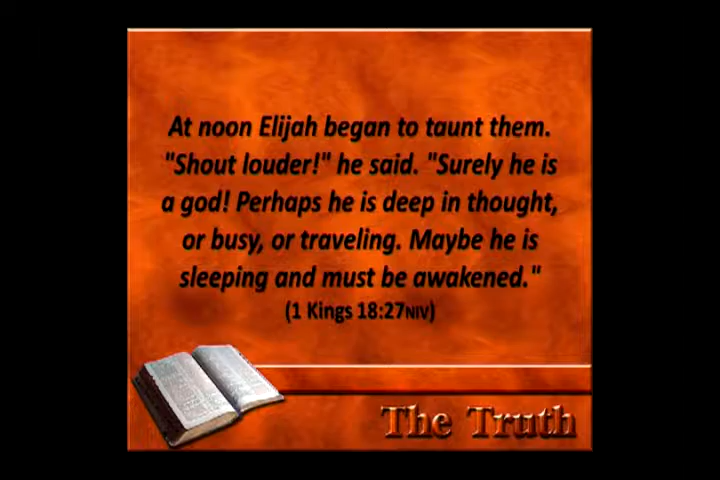 At noon Elijah began to taunt them.
"Shout louder!" he said. "Surely he is
a god! Perhaps he is deep in thought,
or busy, or traveling. Maybe he is
sleeping and must be awakened."
(1 Kings 18:27NIV)
The Truth